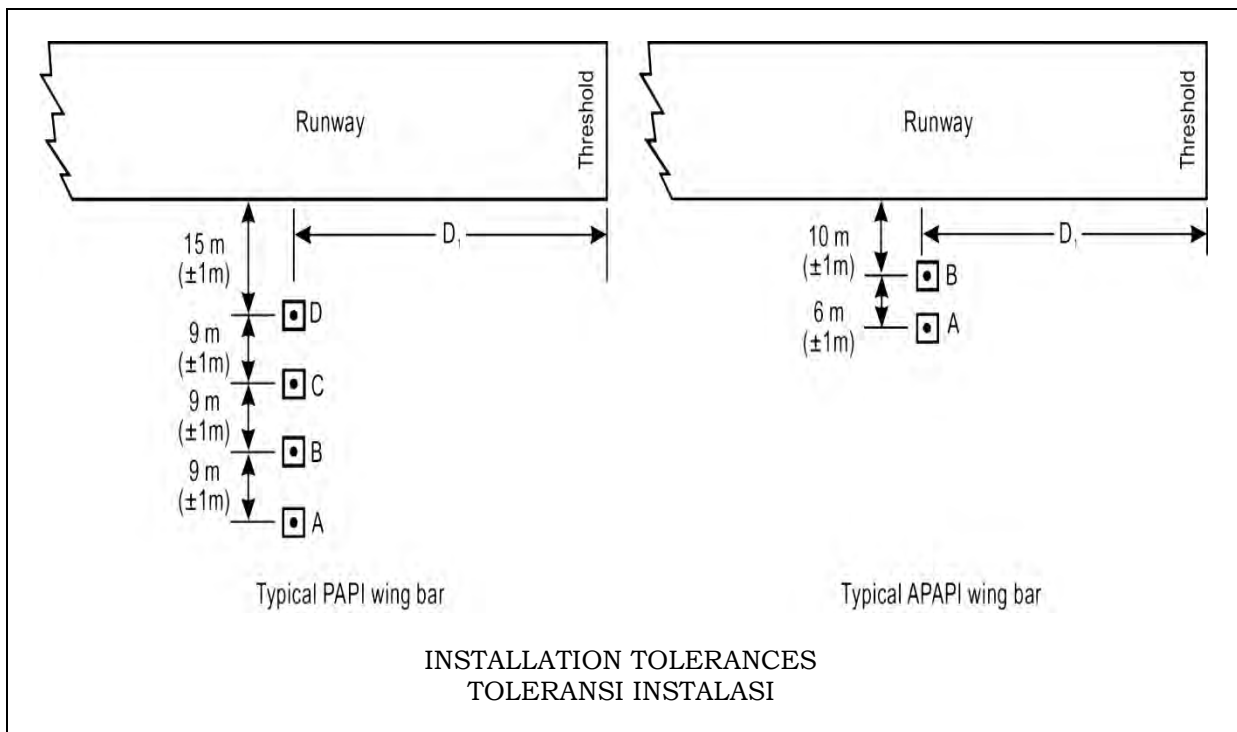 Runway
Threshold
15 m
(±1m)
D₁
D
9 m
(±1m)
C
9 m
(±1m)
B
9 m
(±1m)
A
Typical PAPI wing bar
Runway
Threshold
10 m
(±1m)
D₁
B
6 m
(±1m)
A
Typical APAPI wing bar
INSTALLATION TOLERANCES
TOLERANSI INSTALASI